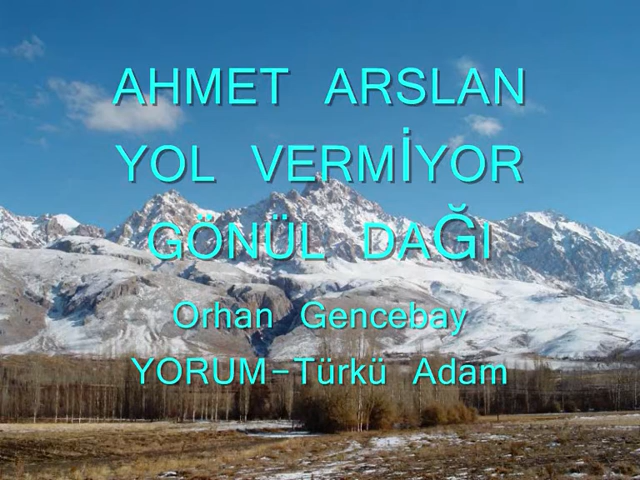 AHMET ARSLAN
YOL VERMİYOR
GÖNÜL DAĞI
Orhan Gencebay
YORUM-Türkü Adam